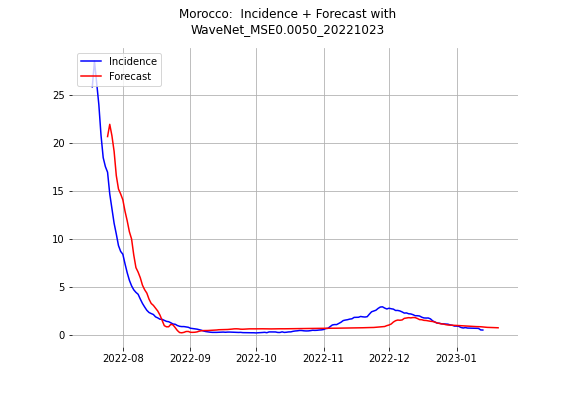 Morocco:  Incidence + Forecast with
WaveNet_MSE0.0050_20221023
Incidence
Forecast
25
20
15
10
5
0
2022-08 2022-09 2022-10 2022-11 2022-12 2023-01